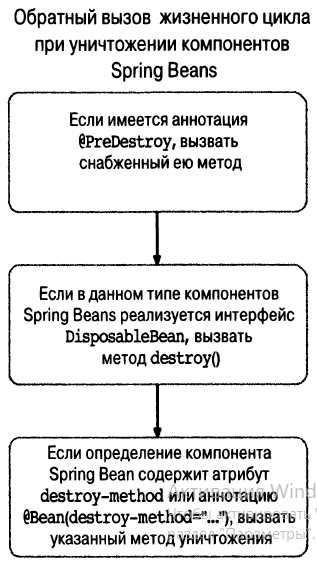 Обратный вызов жизненного цикла
при уничтожении компонентов
Spring Beans
Если имеется аннотация
@PreDestroy, вызвать
снабженный ею метод
Если в данном типе компонентов
Spring Beans реализуется интерфейс
DisposableBean, вызвать
метод destroy()
Если определение компонента
Spring Bean содержит атрибут
destroy-method или аннотацию
@Bean(destroy-method="..."), вызвать
указанный метод уничтожения
Активация Wind
"Параметры".